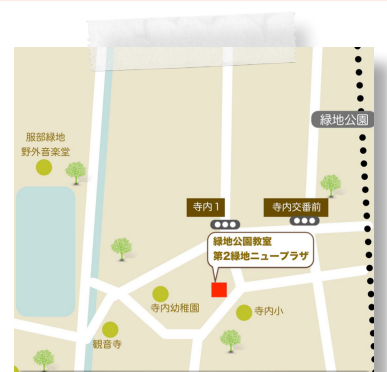 緑地公園
服部緑地
野外音楽堂
寺内1
寺内交番前
緑地公園教室
第2緑地ニュープラザ
寺内幼稚園
寺内小
観音寺